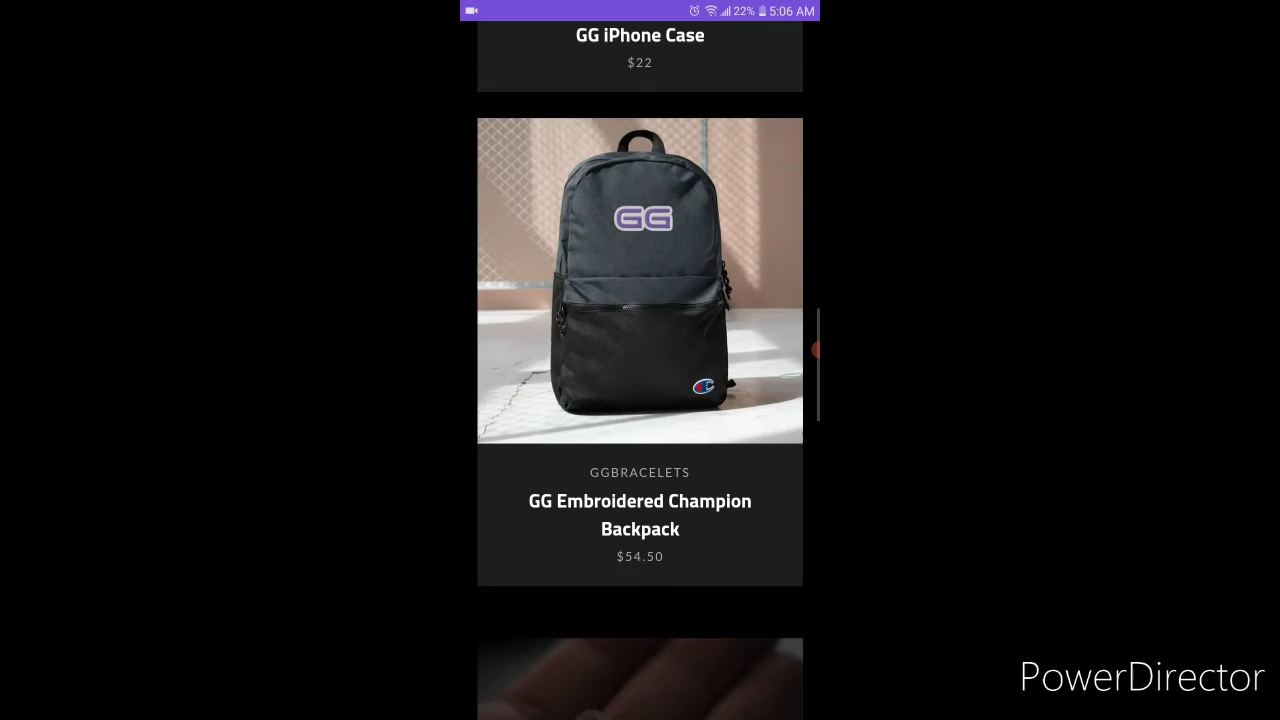 22% 5:06 AM
GG iPhone Case
$22
GG
GGBRACELETS
GG Embroidered Champion
Backpack
$54.50
PowerDirector